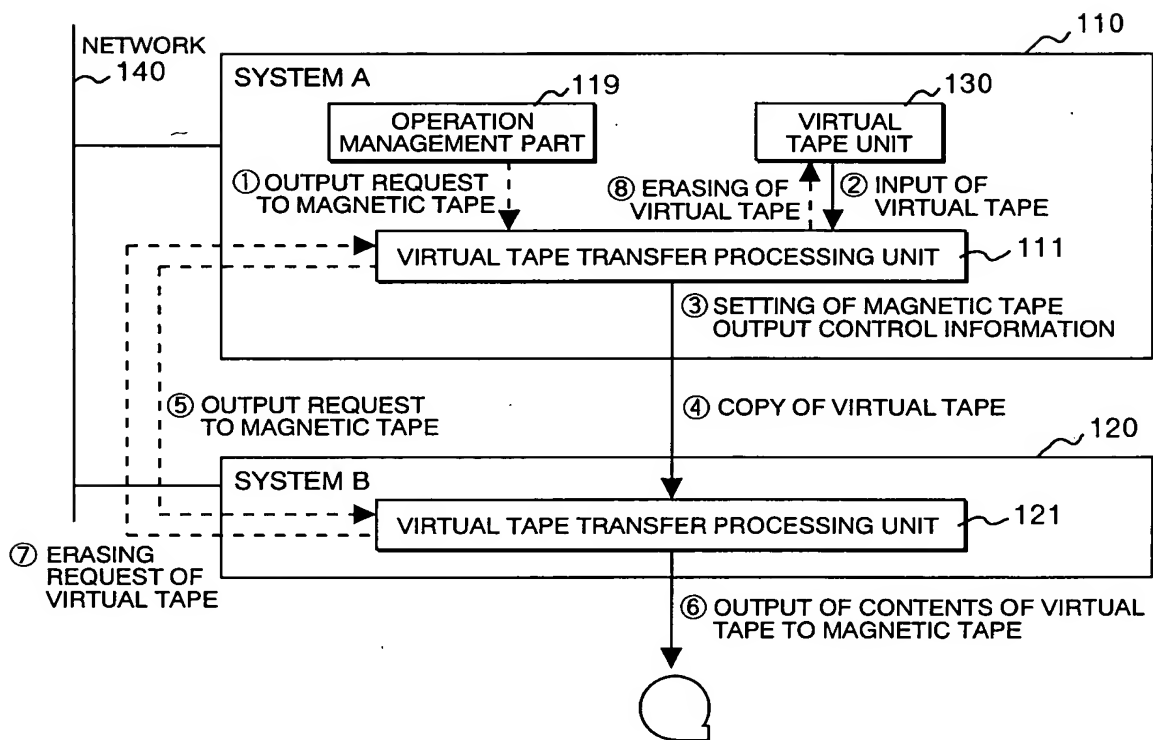 NETWORK
140
110
SYSTEM A
119
130
OPERATION
MANAGEMENT PART
VIRTUAL
TAPE UNIT
① OUTPUT REQUEST
TO MAGNETIC TAPE
⑧ ERASING OF
VIRTUAL TAPE
② INPUT OF
VIRTUAL TAPE
VIRTUAL TAPE TRANSFER PROCESSING UNIT
111
③ SETTING OF MAGNETIC TAPE
OUTPUT CONTROL INFORMATION
⑤ OUTPUT REQUEST
TO MAGNETIC TAPE
④ COPY OF VIRTUAL TAPE
120
SYSTEM B
VIRTUAL TAPE TRANSFER PROCESSING UNIT
121
⑦ ERASING
REQUEST OF
VIRTUAL TAPE
⑥ OUTPUT OF CONTENTS OF VIRTUAL
TAPE TO MAGNETIC TAPE